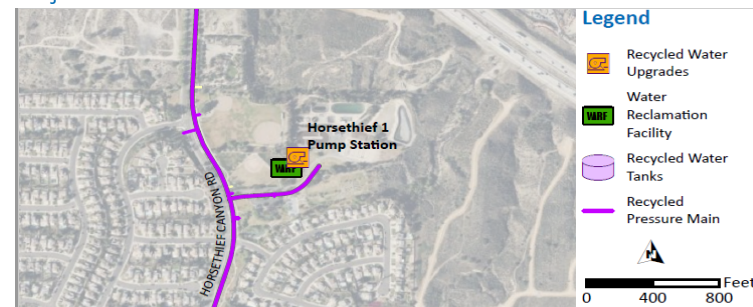 Legend
Recycled Water
Upgrades
Water
Reclamation
Facility
WRF
Recycled Water
Tanks
Recycled
Pressure Main
N
Feet
0 400 800
Horsethief 1
Pump Station
WRF
HORSETHIEF CANYON RD